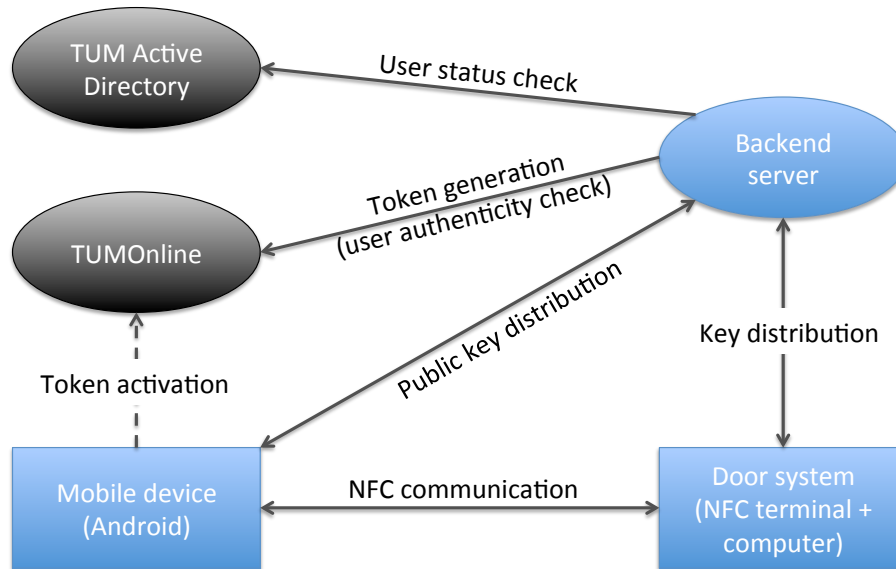 TUM Active
Directory
User status check
Backend
server
Token generation
(user authenticity check)
TUMOnline
Public key distribution
Key distribution
Token activation
Mobile device
(Android)
NFC communication
Door system
(NFC terminal +
computer)